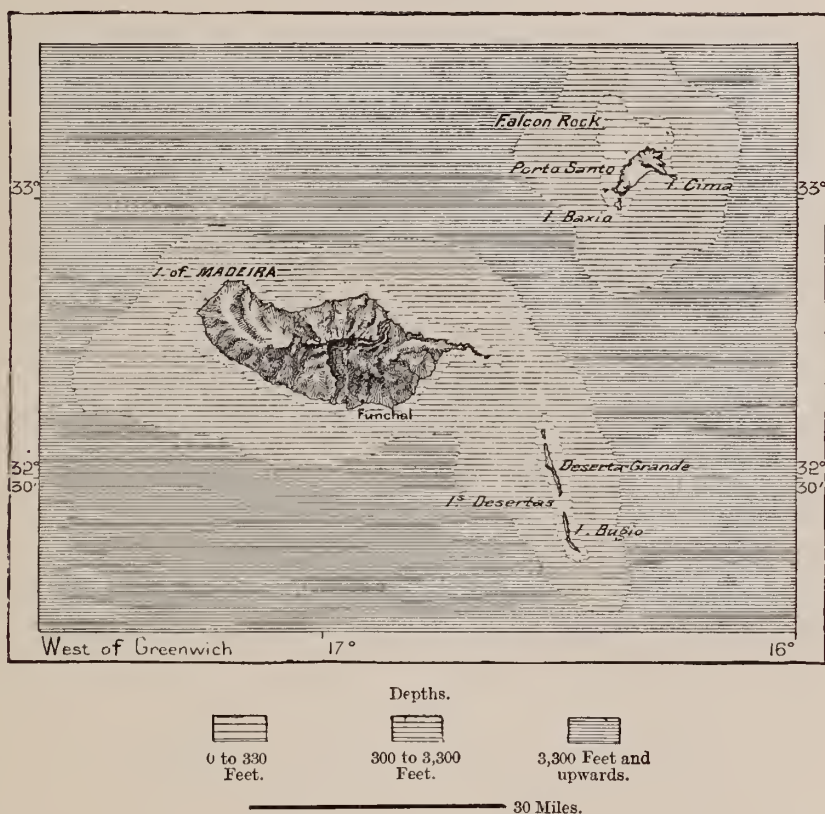 Falcon Rock
Porto Santo
I. Cima
33° 33°
I. Baxio
I. of MADEIRA
Funchal
32° 32°
30′ 30′
Deserta Grande
Iˢ Desertas
I. Bugio
West of Greenwich 17° 16°
Depths.
0 to 330 300 to 3,300 3,300 Feet and
Feet. Feet. upwards.
30 Miles.